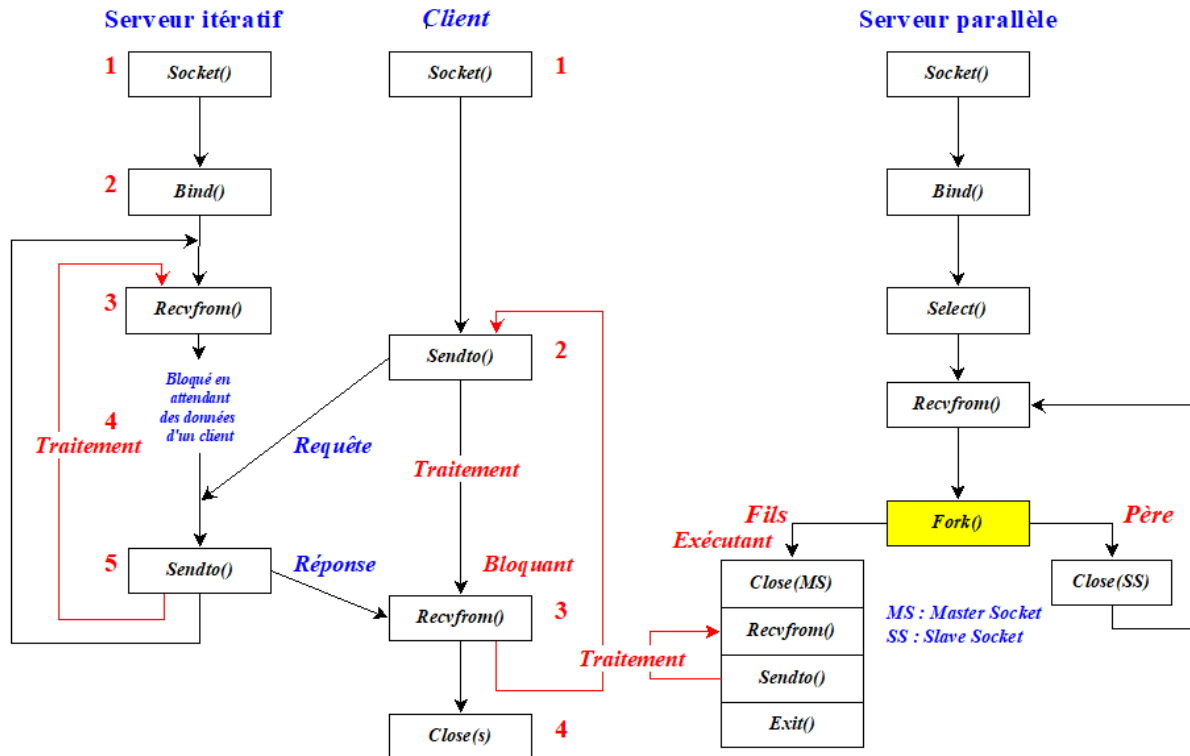 Serveur itératif
Client
Serveur parallèle
1
Socket()
Socket()
1
Socket()
2
Bind()
Bind()
3
Recvfrom()
Select()
Sendto()
2
Bloqué en
attendant
des données
d'un client
4
Traitement
Recvfrom()
Requête
Traitement
Fils
Exécutant
Fork()
Père
5
Sendto()
Réponse
Bloquant
Close(MS)
Close(SS)
Recvfrom()
3
Recvfrom()
MS : Master Socket
SS : Slave Socket
Traitement
Sendto()
Close(s)
4
Exit()